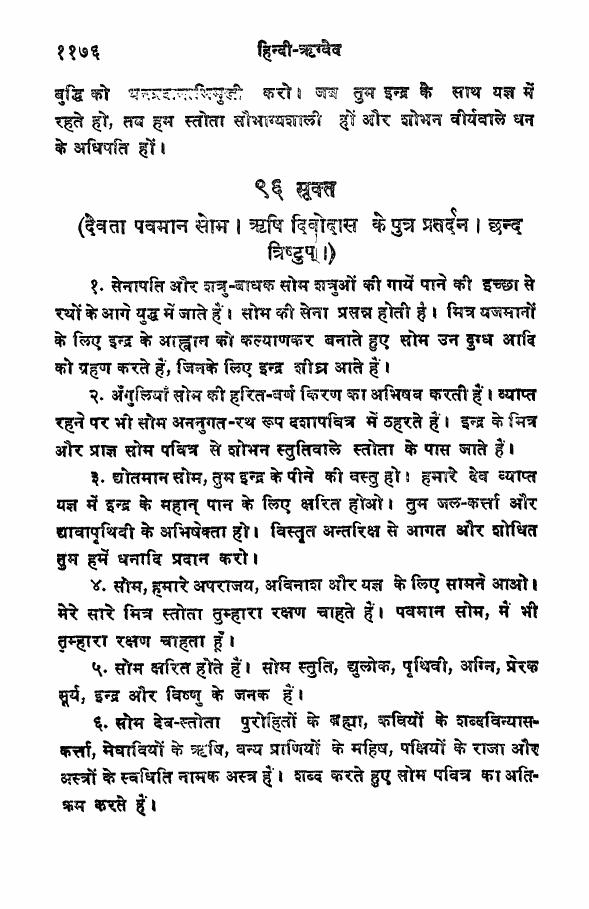 ११७६ हिन्दी-ऋग्वेद
बुद्धि को करो। जब तुम इन्द्र के साथ यज्ञ में
रहते हो, तब हम स्तोता सौभाग्यशाली हों और शोभन वीर्यवाले धन
के अधिपति हों।
९६ सूक्त
(देवता पवमान सोम। ऋषि दिवोदास के पुत्र प्रतर्दन। छन्द
त्रिष्टुप्।)
१. सेनापति और शत्रु-बाधक सोम शत्रुओं की गायें पाने की इच्छा से
रथों के आगे युद्ध में जाते हैं। सोम की सेना प्रसन्न होती है। मित्र यजमानों
के लिए इन्द्र के आह्वान को कल्याणकर बनाते हुए सोम उन दुग्ध आदि
को ग्रहण करते हैं, जिनके लिए इन्द्र शीघ्र आते हैं।
२. अँगुलियाँ सोम की हरित-वर्ण किरण का अभिषव करती हैं। व्याप्त
रहने पर भी सोम अननुगत-रथ रूप दशापवित्र में ठहरते हैं। इन्द्र के मित्र
और प्राज्ञ सोम पवित्र से शोभन स्तुतिवाले स्तोता के पास जाते हैं।
३. द्योतमान सोम, तुम इन्द्र के पीने की वस्तु हो। हमारे देव व्याप्त
यज्ञ में इन्द्र के महान् पान के लिए क्षरित होओ। तुम जल-कर्त्ता और
द्यावापृथिवी के अभिषेक्ता हो। विस्तृत अन्तरिक्ष से आगत और शोधित
तुम हमें धनादि प्रदान करो।
४. सोम, हमारे अपराजय, अविनाश और यज्ञ के लिए सामने आओ।
मेरे सारे मित्र स्तोता तुम्हारा रक्षण चाहते हैं। पवमान सोम, मैं भी
तुम्हारा रक्षण चाहता हूँ।
५. सोम क्षरित होते हैं। सोम स्तुति, द्युलोक, पृथिवी, अग्नि, प्रेरक
सूर्य, इन्द्र और विष्णु के जनक हैं।
६. सोम देव-स्तोता पुरोहितों के ब्रह्मा, कवियों के शब्दविन्यास-
कर्त्ता, मेधावियों के ऋषि, वन्य प्राणियों के महिष, पक्षियों के राजा और
अस्त्रों के स्वधिति नामक अस्त्र हैं। शब्द करते हुए सोम पवित्र का अति-
क्रम करते हैं।